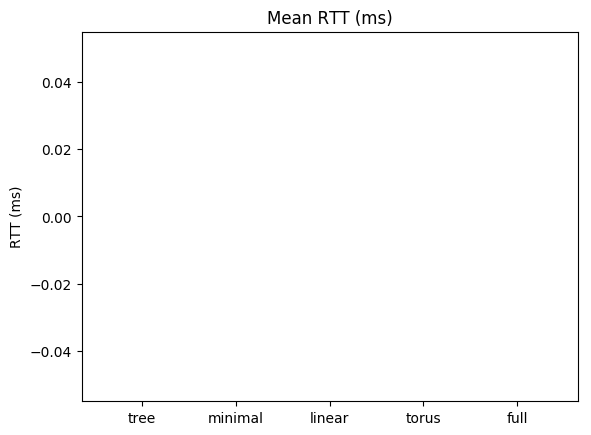 Mean RTT (ms)
RTT (ms)
0.04
0.02
0.00
−0.02
−0.04
tree minimal linear torus full